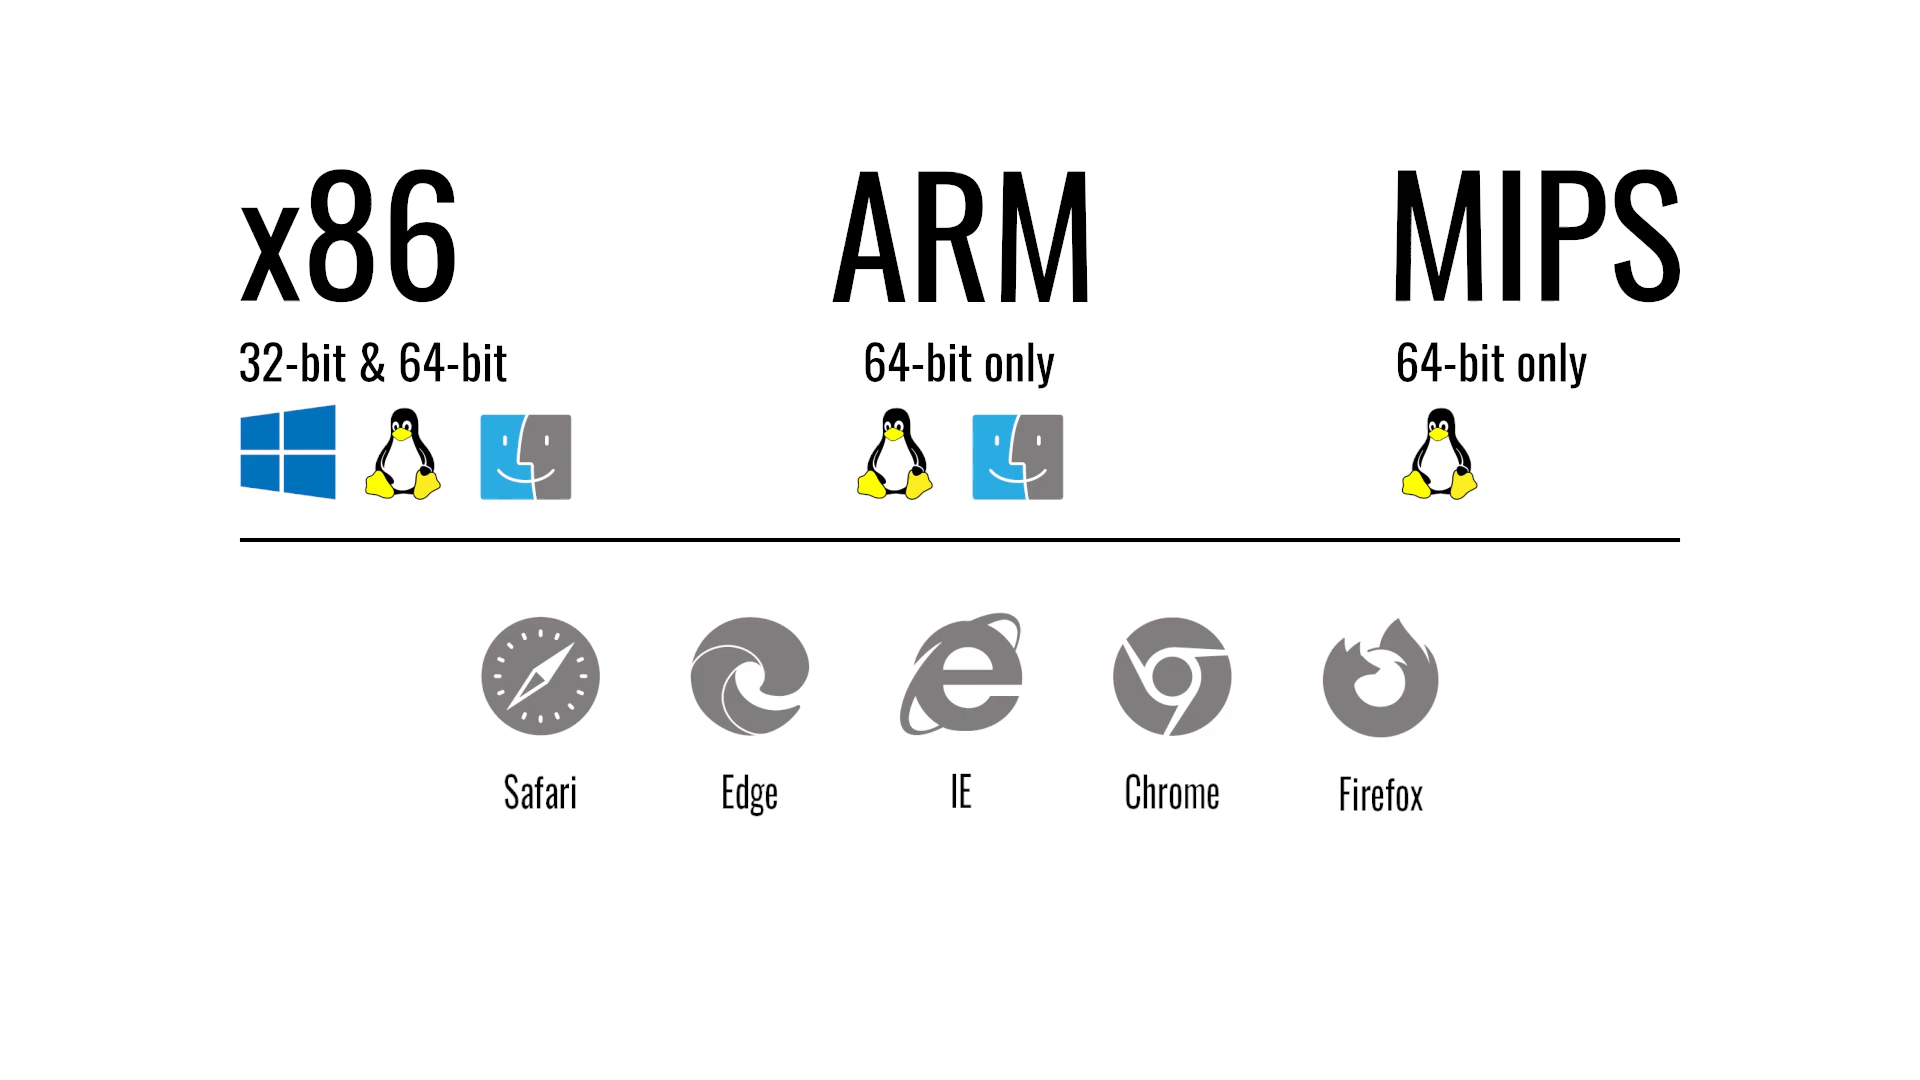 x86
ARM
MIPS
32-bit & 64-bit
64-bit only
64-bit only
Safari
Edge
IE
Chrome
Firefox